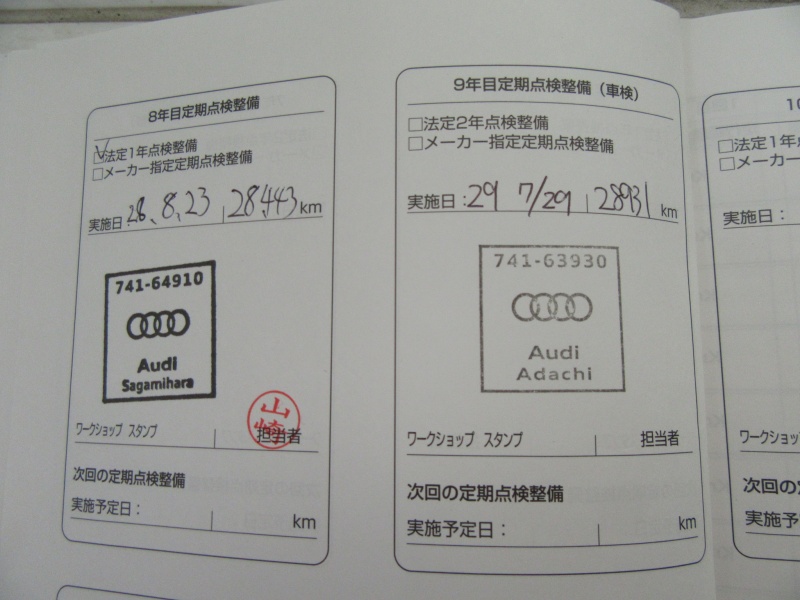 8年目定期点検整備
□法定1年点検整備
□メーカー指定定期点検整備
実施日：28、8、23 28,443 km
741-64910
Audi
Sagamihara
山崎
ワークショップ スタンプ 担当者
次回の定期点検整備
実施予定日： km
9年目定期点検整備（車検）
□法定2年点検整備
□メーカー指定定期点検整備
実施日：29 7/29 28931 km
741-63930
Audi
Adachi
ワークショップ スタンプ 担当者
次回の定期点検整備
実施予定日： km
10
□法定1年点
□メーカー
実施日：
ワークショッ
次回の定
実施予